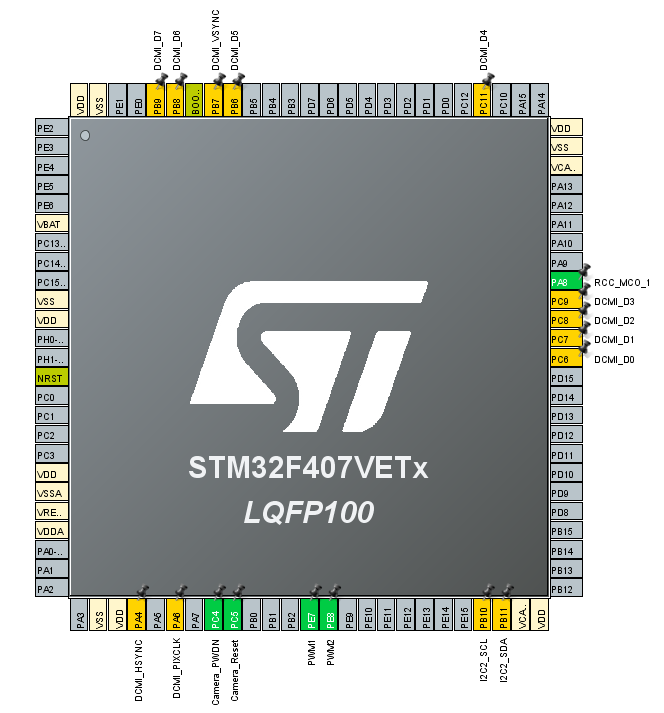 DCMI_D7
DCMI_D6
DCMI_VSYNC
DCMI_D5
DCMI_D4
VDD
VSS
PE1
PE0
PB9
PB8
BOO..
PB7
PB6
PB5
PB4
PB3
PD7
PD6
PD5
PD4
PD3
PD2
PD1
PD0
PC12
PC11
PC10
PA15
PA14
PE2
PE3
PE4
PE5
PE6
VBAT
PC13..
PC14..
PC15..
VSS
VDD
PH0-..
PH1-..
NRST
PC0
PC1
PC2
PC3
VDD
VSSA
VRE..
VDDA
PA0-..
PA1
PA2
VDD
VSS
VCA..
PA13
PA12
PA11
PA10
PA9
PA8 RCC_MCO_1
PC9 DCMI_D3
PC8 DCMI_D2
PC7 DCMI_D1
PC6 DCMI_D0
PD15
PD14
PD13
PD12
PD11
PD10
PD9
PD8
PB15
PB14
PB13
PB12
ST
STM32F407VETx
LQFP100
PA3
VSS
VDD
PA4
PA5
PA6
PA7
PC4
PC5
PB0
PB1
PB2
PE7
PE8
PE9
PE10
PE11
PE12
PE13
PE14
PE15
PB10
PB11
VCA..
VDD
DCMI_HSYNC
DCMI_PIXCLK
Camera_PWDN
Camera_Reset
PWM1
PWM2
I2C2_SCL
I2C2_SDA